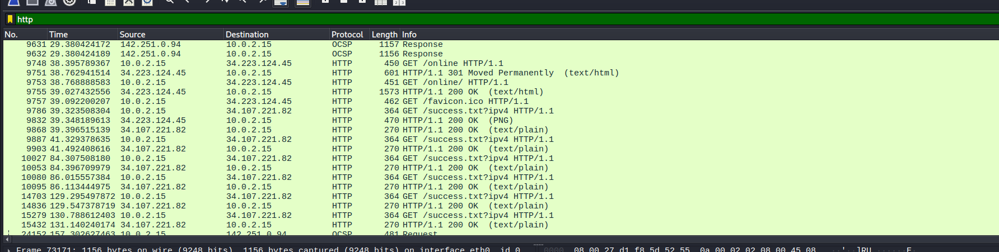 http
No. Time Source Destination Protocol Length Info
9631 29.380424172 142.251.0.94 10.0.2.15 OCSP 1157 Response
9632 29.380424189 142.251.0.94 10.0.2.15 OCSP 1156 Response
9748 38.395789367 10.0.2.15 34.223.124.45 HTTP 450 GET /online HTTP/1.1
9751 38.762941514 34.223.124.45 10.0.2.15 HTTP 601 HTTP/1.1 301 Moved Permanently (text/html)
9753 38.768888583 10.0.2.15 34.223.124.45 HTTP 451 GET /online/ HTTP/1.1
9755 39.027432556 34.223.124.45 10.0.2.15 HTTP 1573 HTTP/1.1 200 OK (text/html)
9757 39.092200207 10.0.2.15 34.223.124.45 HTTP 462 GET /favicon.ico HTTP/1.1
9786 39.323508304 10.0.2.15 34.107.221.82 HTTP 364 GET /success.txt?ipv4 HTTP/1.1
9832 39.348189613 34.223.124.45 10.0.2.15 HTTP 470 HTTP/1.1 200 OK (PNG)
9868 39.396515139 34.107.221.82 10.0.2.15 HTTP 270 HTTP/1.1 200 OK (text/plain)
9887 41.329378635 10.0.2.15 34.107.221.82 HTTP 364 GET /success.txt?ipv4 HTTP/1.1
9903 41.492408616 34.107.221.82 10.0.2.15 HTTP 270 HTTP/1.1 200 OK (text/plain)
10027 84.307508180 10.0.2.15 34.107.221.82 HTTP 364 GET /success.txt?ipv4 HTTP/1.1
10053 84.396709979 34.107.221.82 10.0.2.15 HTTP 270 HTTP/1.1 200 OK (text/plain)
10080 86.015557384 10.0.2.15 34.107.221.82 HTTP 364 GET /success.txt?ipv4 HTTP/1.1
10095 86.113444975 34.107.221.82 10.0.2.15 HTTP 270 HTTP/1.1 200 OK (text/plain)
14703 129.295497872 10.0.2.15 34.107.221.82 HTTP 364 GET /success.txt?ipv4 HTTP/1.1
14836 129.547378719 34.107.221.82 10.0.2.15 HTTP 270 HTTP/1.1 200 OK (text/plain)
15279 130.788612403 10.0.2.15 34.107.221.82 HTTP 364 GET /success.txt?ipv4 HTTP/1.1
15432 131.140240174 34.107.221.82 10.0.2.15 HTTP 270 HTTP/1.1 200 OK (text/plain)
24152 157.302627463 10.0.2.15 142.251.0.94 OCSP 481 Request
Frame 73171: 1156 bytes on wire (9248 bits), 1156 bytes captured (9248 bits) on interface eth0, id 0 0000 08 00 27 d1 f8 5d 52 55 0a 00 02 02 08 00 45 08